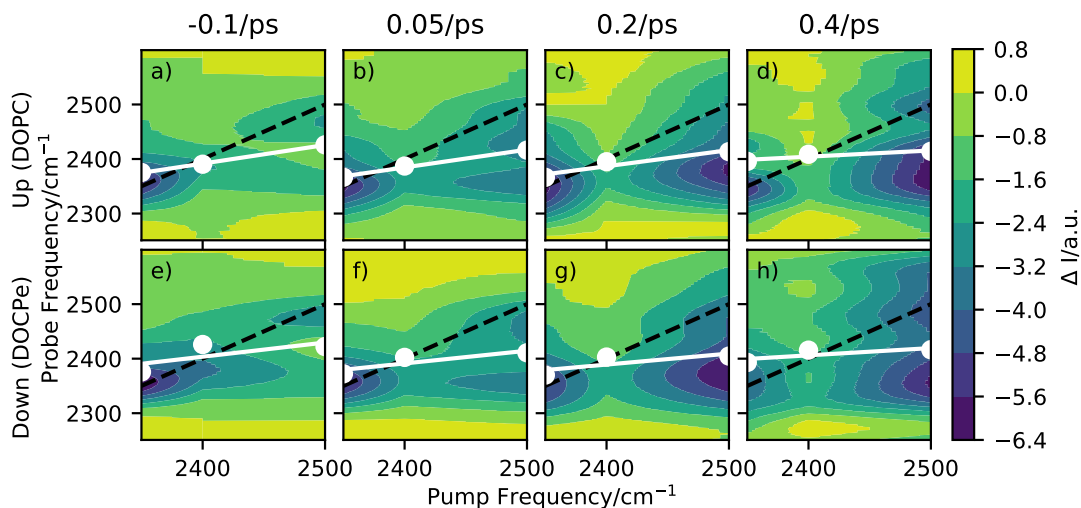 -0.1/ps 0.05/ps 0.2/ps 0.4/ps
Up (DOPC)
Down (DOCPe)
Probe Frequency/cm⁻¹
a) b) c) d)
2500
2400
2300
e) f) g) h)
2500
2400
2300
2400 2500 2400 2500 2400 2500 2400 2500
Pump Frequency/cm⁻¹
0.8
0.0
−0.8
−1.6
−2.4
−3.2
−4.0
−4.8
−5.6
−6.4
Δ I/a.u.